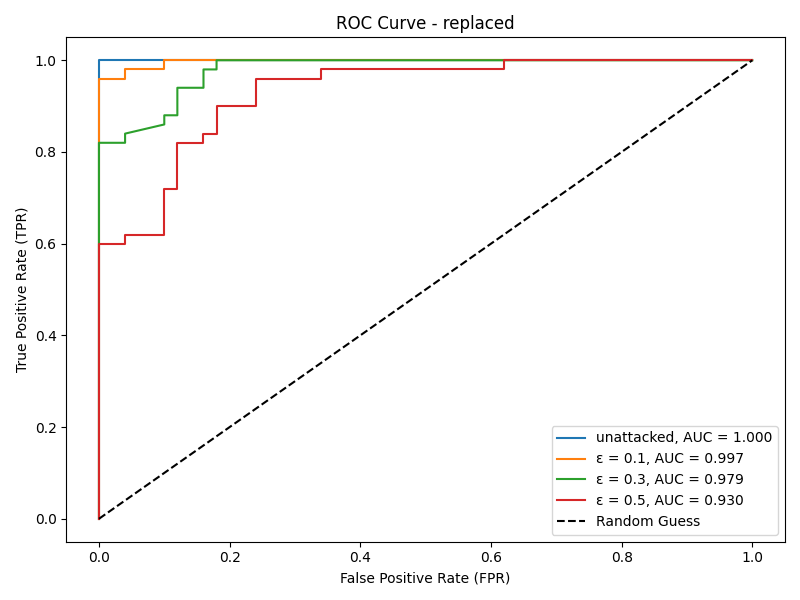 ROC Curve - replaced
True Positive Rate (TPR)
1.0
0.8
0.6
0.4
0.2
0.0
0.0 0.2 0.4 0.6 0.8 1.0
False Positive Rate (FPR)
unattacked, AUC = 1.000
ε = 0.1, AUC = 0.997
ε = 0.3, AUC = 0.979
ε = 0.5, AUC = 0.930
Random Guess